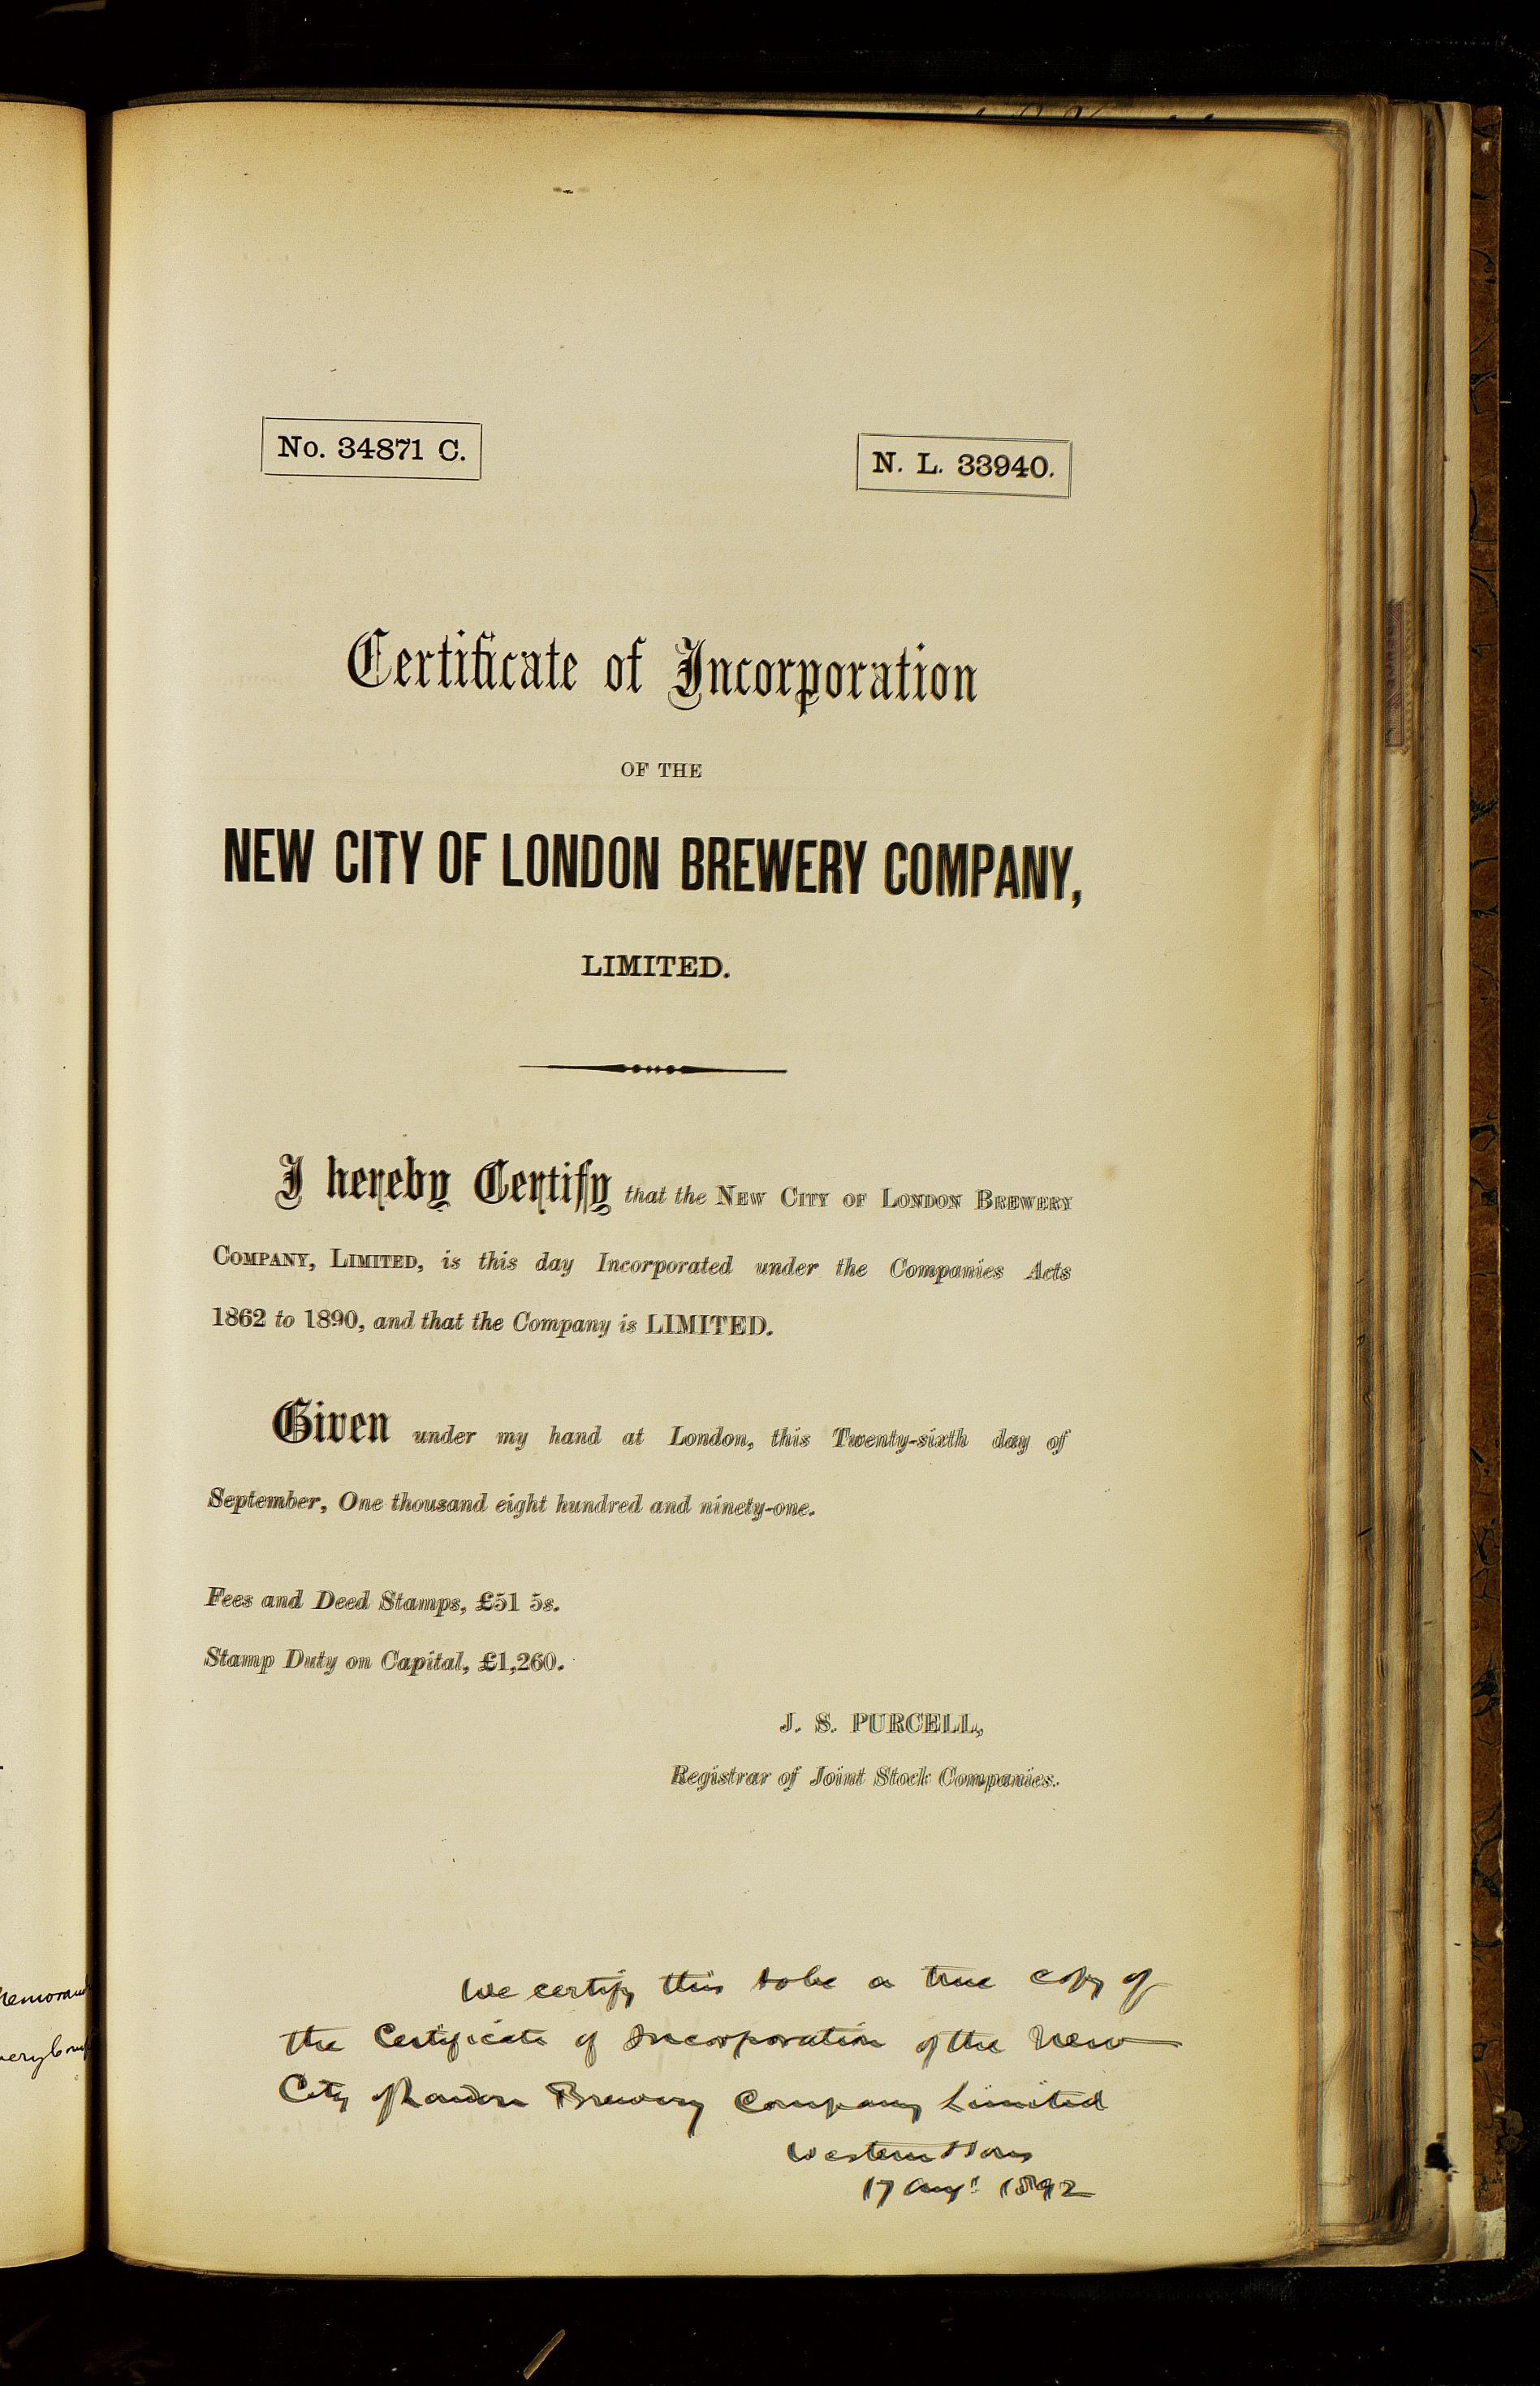 No. 34871 C.
N. L. 33940.
Certificate of Incorporation
OF THE
NEW CITY OF LONDON BREWERY COMPANY,
LIMITED.
I hereby Certify that the NEW CITY OF LONDON BREWERY
COMPANY, LIMITED, is this day Incorporated under the Companies Acts
1862 to 1890, and that the Company is LIMITED.
Given under my hand at London, this Twenty-sixth day of
September, One thousand eight hundred and ninety-one.
Fees and Deed Stamps, £51 5s.
Stamp Duty on Capital, £1,260.
J. S. PURCELL,
Registrar of Joint Stock Companies.
We certify this to be a true copy of
the Certificate of Incorporation of the New
City of London Brewery Company Limited
Western
17 Augt 1892